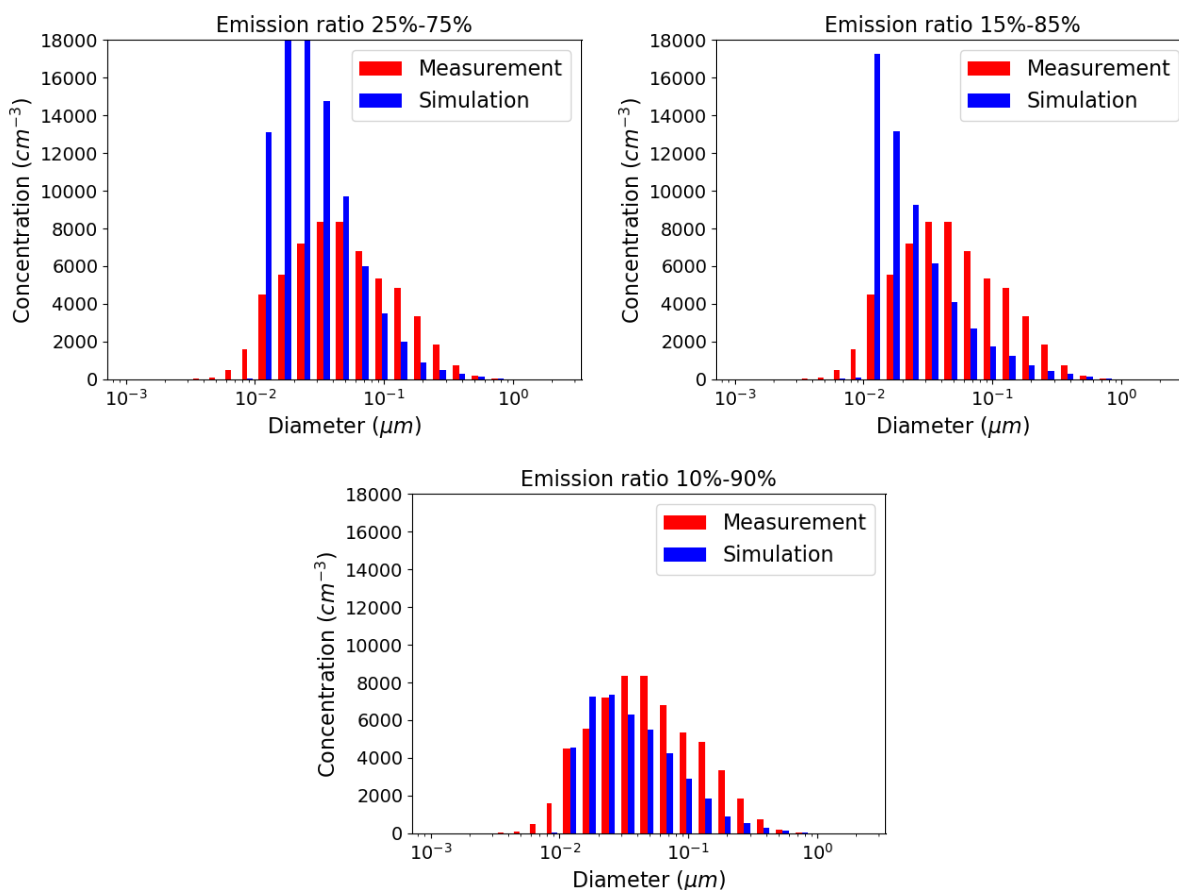 Emission ratio 25%-75%
18000
16000
14000
12000
10000
8000
6000
4000
2000
0
Concentration (cm⁻³)
Measurement
Simulation
10⁻³ 10⁻² 10⁻¹ 10⁰
Diameter (μm)
Emission ratio 15%-85%
18000
16000
14000
12000
10000
8000
6000
4000
2000
0
Concentration (cm⁻³)
Measurement
Simulation
10⁻³ 10⁻² 10⁻¹ 10⁰
Diameter (μm)
Emission ratio 10%-90%
18000
16000
14000
12000
10000
8000
6000
4000
2000
0
Concentration (cm⁻³)
Measurement
Simulation
10⁻³ 10⁻² 10⁻¹ 10⁰
Diameter (μm)